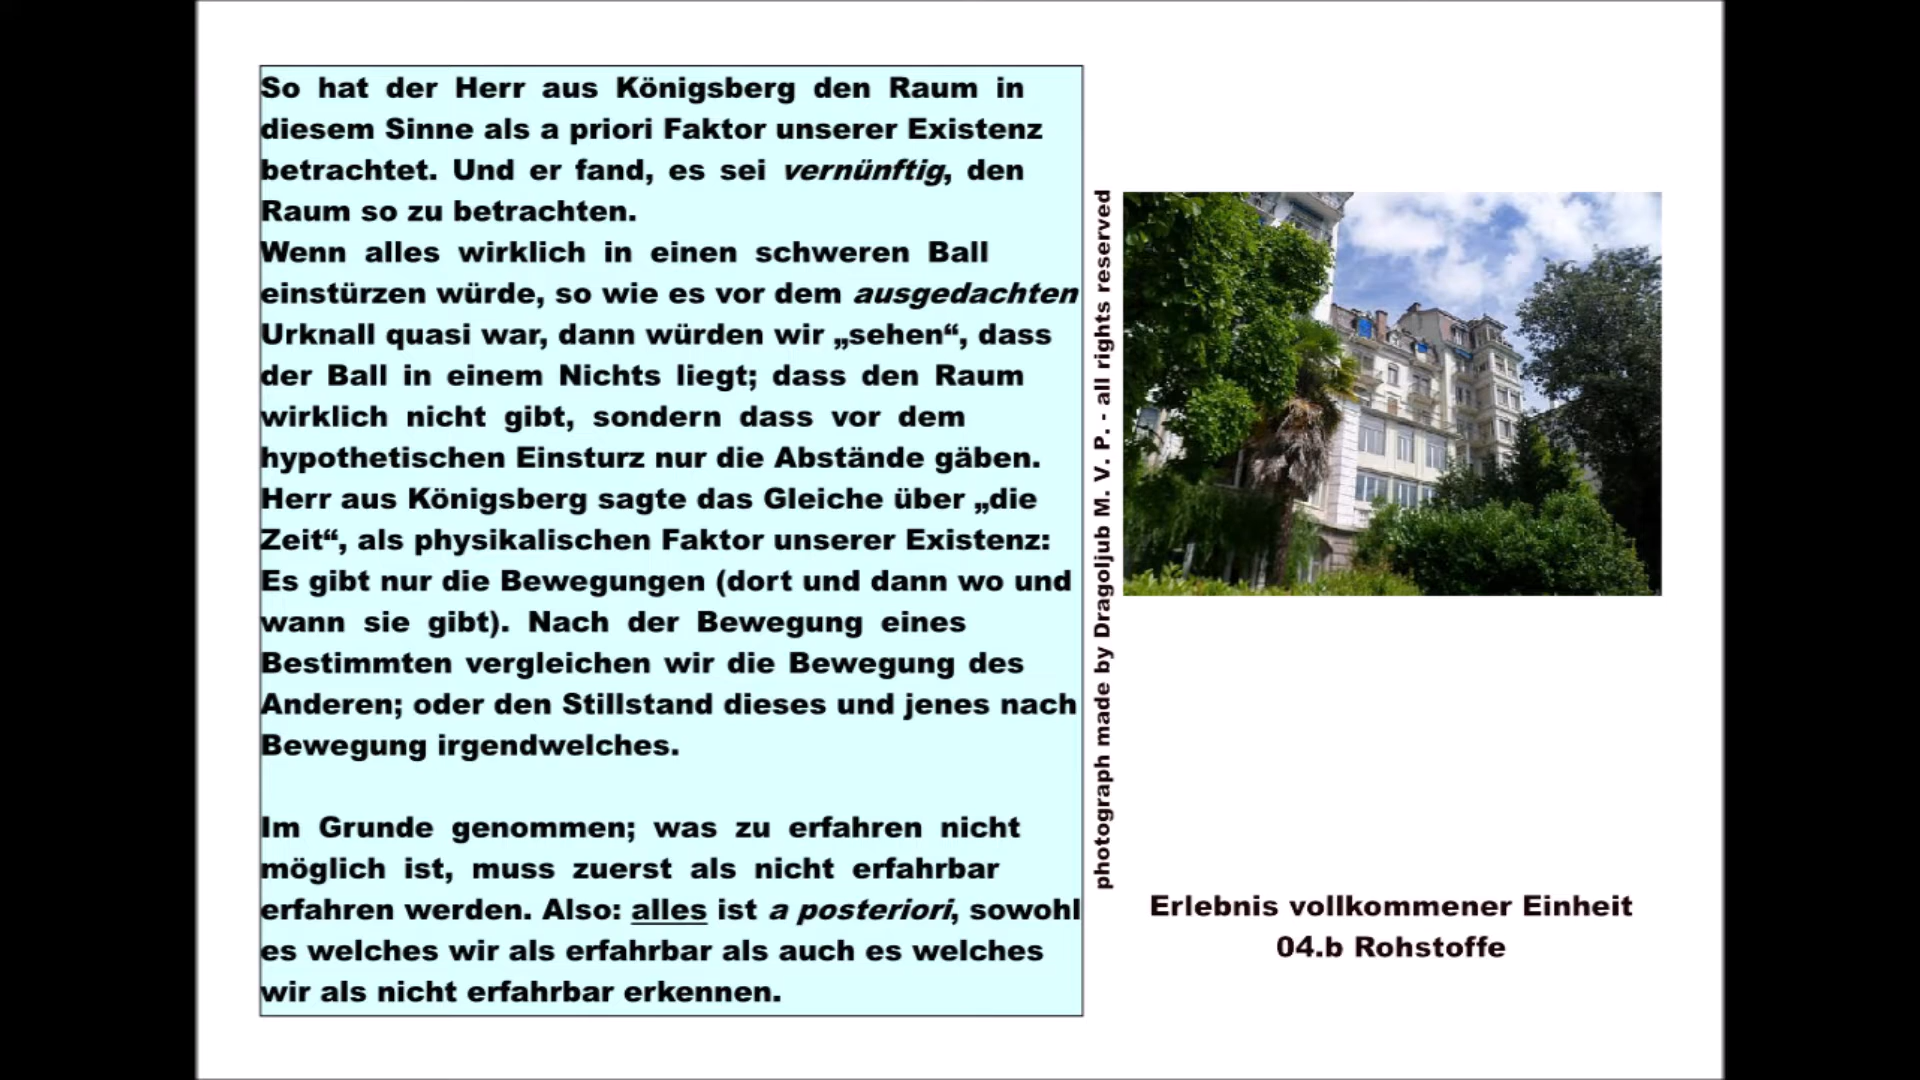 So hat der Herr aus Königsberg den Raum in
diesem Sinne als a priori Faktor unserer Existenz
betrachtet. Und er fand, es sei vernünftig, den
Raum so zu betrachten.
Wenn alles wirklich in einen schweren Ball
einstürzen würde, so wie es vor dem ausgedachten
Urknall quasi war, dann würden wir „sehen“, dass
der Ball in einem Nichts liegt; dass den Raum
wirklich nicht gibt, sondern dass vor dem
hypothetischen Einsturz nur die Abstände gäben.
Herr aus Königsberg sagte das Gleiche über „die
Zeit“, als physikalischen Faktor unserer Existenz:
Es gibt nur die Bewegungen (dort und dann wo und
wann sie gibt). Nach der Bewegung eines
Bestimmten vergleichen wir die Bewegung des
Anderen; oder den Stillstand dieses und jenes nach
Bewegung irgendwelches.
Im Grunde genommen; was zu erfahren nicht
möglich ist, muss zuerst als nicht erfahrbar
erfahren werden. Also: alles ist a posteriori, sowohl
es welches wir als erfahrbar als auch es welches
wir als nicht erfahrbar erkennen.
photograph made by Dragoljub M. V. P. - all rights reserved
Erlebnis vollkommener Einheit
04.b Rohstoffe